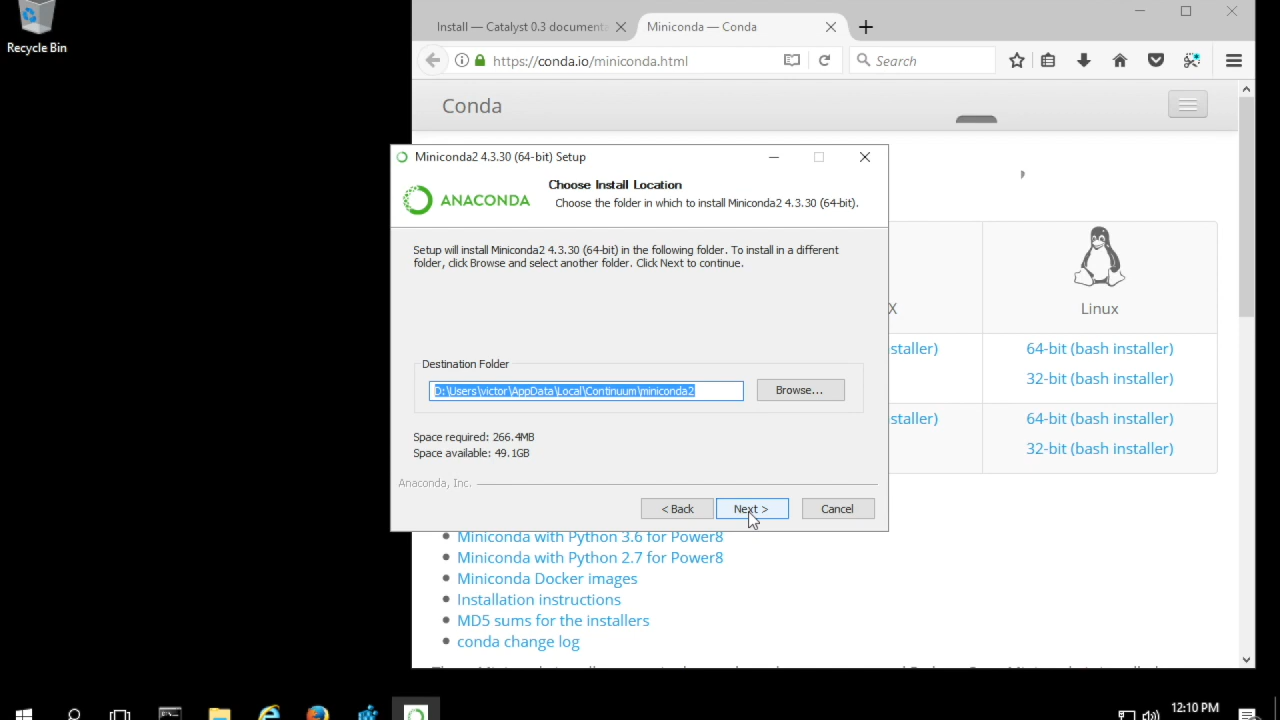 Recycle Bin
Install — Catalyst 0.3 document
Miniconda — Conda
https://conda.io/miniconda.html
Search
Conda
Miniconda2 4.3.30 (64-bit) Setup
ANACONDA
Choose Install Location
Choose the folder in which to install Miniconda2 4.3.30 (64-bit).
Setup will install Miniconda2 4.3.30 (64-bit) in the following folder. To install in a different
folder, click Browse and select another folder. Click Next to continue.
Destination Folder
D:\Users\victor\AppData\Local\Continuum\miniconda2
Browse...
Space required: 266.4MB
Space available: 49.1GB
Anaconda, Inc.
< Back
Next >
Cancel
X
Linux
staller)
64-bit (bash installer)
32-bit (bash installer)
staller)
64-bit (bash installer)
32-bit (bash installer)
Miniconda with Python 3.6 for Power8
Miniconda with Python 2.7 for Power8
Miniconda Docker images
Installation instructions
MD5 sums for the installers
conda change log
12:10 PM